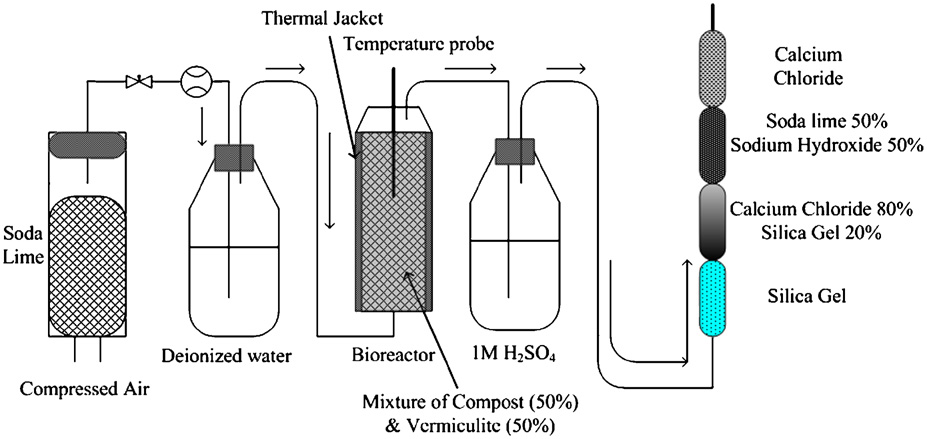 Thermal Jacket
Temperature probe
Calcium
Chloride
Soda lime 50%
Sodium Hydroxide 50%
Calcium Chloride 80%
Silica Gel 20%
Silica Gel
Soda
Lime
Compressed Air
Deionized water
Bioreactor
1M H₂SO₄
Mixture of Compost (50%)
& Vermiculite (50%)